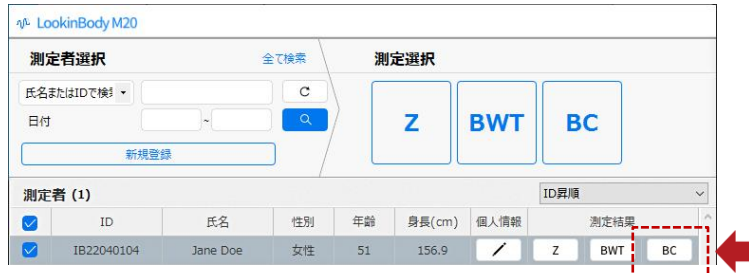 LookinBody M20
測定者選択 全て検索 測定選択
氏名またはIDで検索
日付 ~
新規登録
Z BWT BC
測定者 (1) ID昇順
ID 氏名 性別 年齢 身長(cm) 個人情報 測定結果
IB22040104 Jane Doe 女性 51 156.9 Z BWT BC